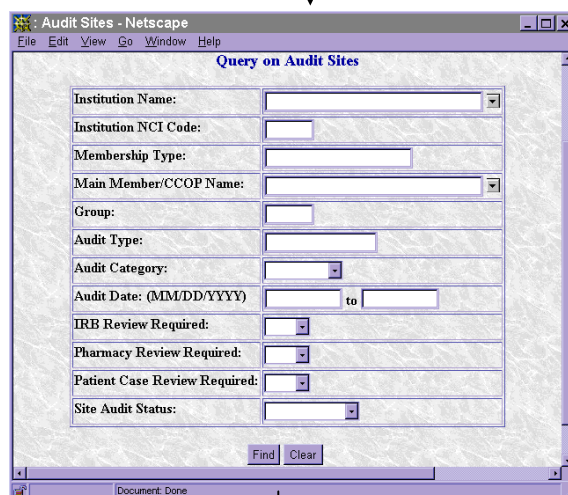 : Audit Sites - Netscape
File Edit View Go Window Help
Query on Audit Sites
Institution Name:
Institution NCI Code:
Membership Type:
Main Member/CCOP Name:
Group:
Audit Type:
Audit Category:
Audit Date: (MM/DD/YYYY) to
IRB Review Required:
Pharmacy Review Required:
Patient Case Review Required:
Site Audit Status:
Find Clear
Document: Done